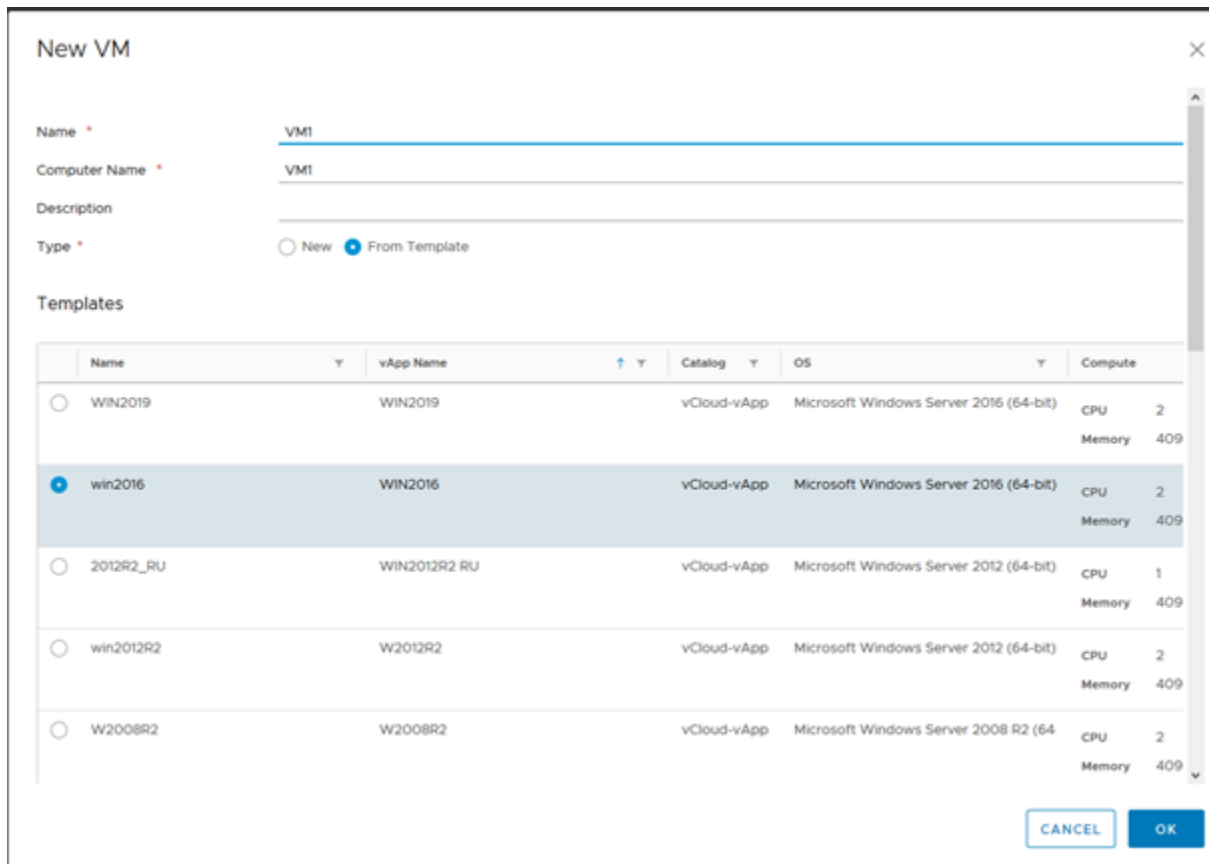 New VM
Name *
VM1
Computer Name *
VM1
Description
Type *
New From Template
Templates
Name vApp Name Catalog OS Compute
WIN2019 WIN2019 vCloud-vApp Microsoft Windows Server 2016 (64-bit) CPU 2
Memory 409
win2016 WIN2016 vCloud-vApp Microsoft Windows Server 2016 (64-bit) CPU 2
Memory 409
2012R2_RU WIN2012R2 RU vCloud-vApp Microsoft Windows Server 2012 (64-bit) CPU 1
Memory 409
win2012R2 W2012R2 vCloud-vApp Microsoft Windows Server 2012 (64-bit) CPU 2
Memory 409
W2008R2 W2008R2 vCloud-vApp Microsoft Windows Server 2008 R2 (64 CPU 2
Memory 409
CANCEL OK